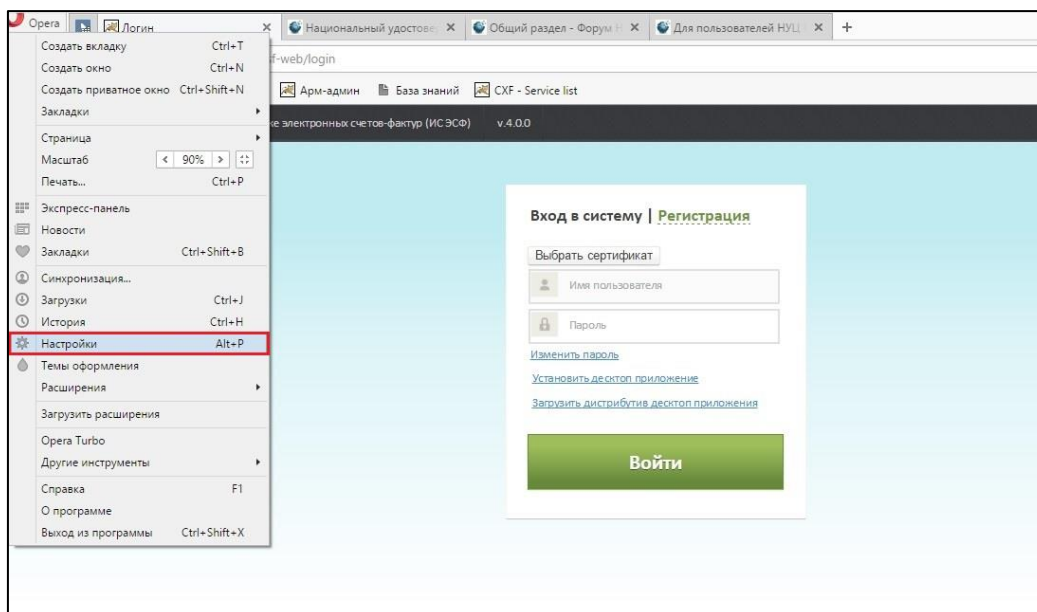 Opera
Логин
Национальный удостове
Общий раздел - Форум Н
Для пользователей НУЦ
sf-web/login
Арм-админ
База знаний
CXF - Service list
ке электронных счетов-фактур (ИС ЭСФ) v.4.0.0
Создать вкладку Ctrl+T
Создать окно Ctrl+N
Создать приватное окно Ctrl+Shift+N
Закладки
Страница
Масштаб < 90% >
Печать... Ctrl+P
Экспресс-панель
Новости
Закладки Ctrl+Shift+B
Синхронизация...
Загрузки Ctrl+J
История Ctrl+H
Настройки Alt+P
Темы оформления
Расширения
Загрузить расширения
Opera Turbo
Другие инструменты
Справка F1
О программе
Выход из программы Ctrl+Shift+X
Вход в систему | Регистрация
Выбрать сертификат
Имя пользователя
Пароль
Изменить пароль
Установить десктоп приложение
Загрузить дистрибутив десктоп приложения
Войти